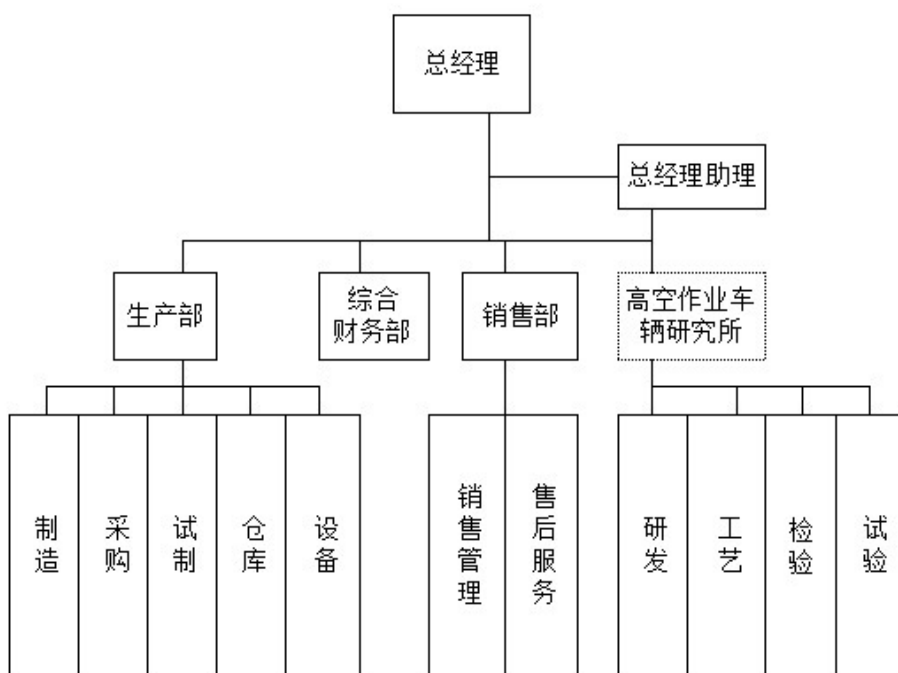 总经理
总经理助理
生产部
综合
财务部
销售部
高空作业车
辆研究所
制造
采购
试制
仓库
设备
销售管理
售后服务
研发
工艺
检验
试验